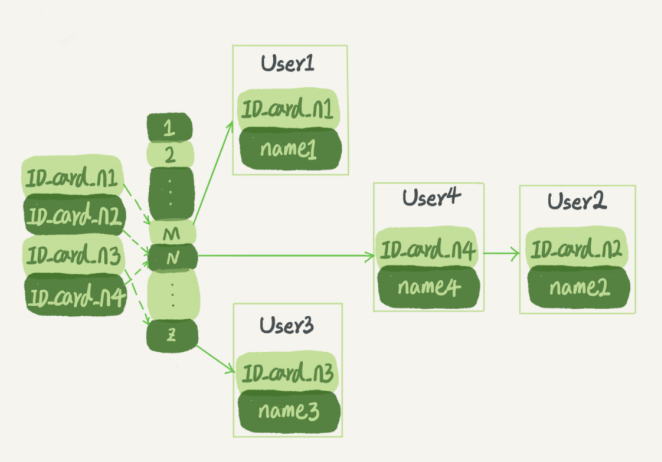 User1
ID_card_n1
name1
1
2
ID_card_n1
ID_card_n2
ID_card_n3
ID_card_n4
M
N
Z
User4
ID_card_n4
name4
User2
ID_card_n2
name2
User3
ID_card_n3
name3